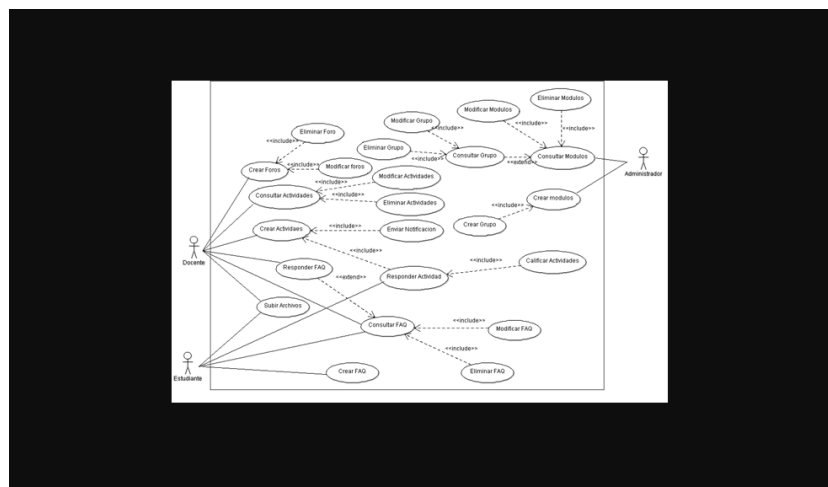 Eliminar Modulos
Modificar Modulos
Modificar Grupo
<<include>>
<<include>>
<<include>>
Eliminar Foro
<<include>>
Eliminar Grupo
<<include>>
Consultar Grupo
<<extend>>
Consultar Modulos
Crear Foros
<<include>>
Modificar foros
<<include>>
Modificar Actividades
Administrador
Consultar Actividades
<<include>>
Eliminar Actividades
<<include>>
Crear modulos
Crear Grupo
Crear Activdaes
<<include>>
Enviar Notificacion
<<include>>
Docente
Responder FAQ
<<extend>>
Responder Actividad
<<include>>
Calificar Actividades
Subir Archivos
Consultar FAQ
<<include>>
Modificar FAQ
<<include>>
Estudiante
Crear FAQ
Eliminar FAQ